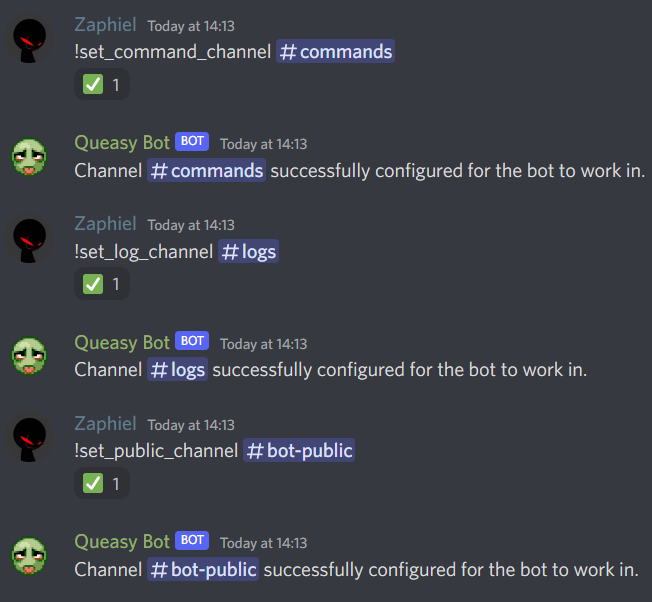 Zaphiel Today at 14:13
!set_command_channel #commands
1
Queasy Bot BOT Today at 14:13
Channel #commands successfully configured for the bot to work in.
Zaphiel Today at 14:13
!set_log_channel #logs
1
Queasy Bot BOT Today at 14:13
Channel #logs successfully configured for the bot to work in.
Zaphiel Today at 14:13
!set_public_channel #bot-public
1
Queasy Bot BOT Today at 14:13
Channel #bot-public successfully configured for the bot to work in.